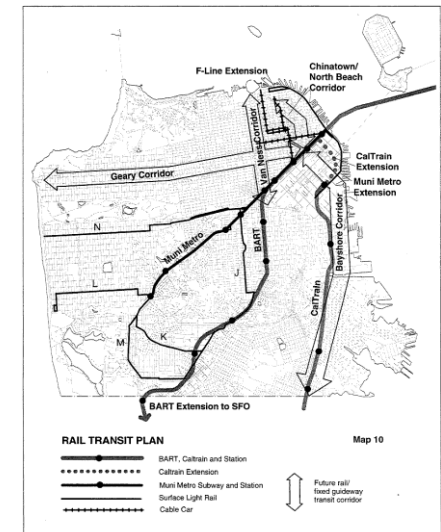 F-Line Extension
Chinatown/
North Beach
Corridor
Van Ness Corridor
CalTrain
Extension
Muni Metro
Extension
Geary Corridor
Bayshore Corridor
N
Muni Metro
BART
J
L
CalTrain
K
M
BART Extension to SFO
RAIL TRANSIT PLAN
Map 10
BART, Caltrain and Station
Caltrain Extension
Muni Metro Subway and Station
Surface Light Rail
Cable Car
Future rail/
fixed guideway
transit corridor